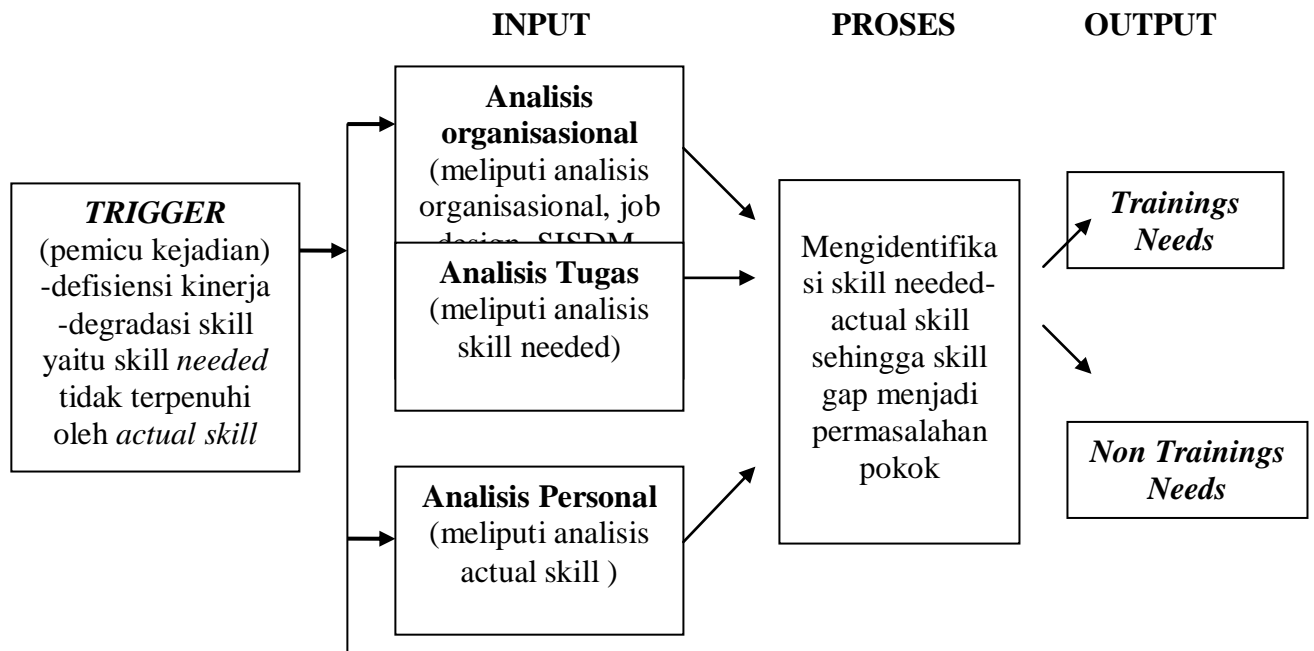 INPUT
PROSES
OUTPUT
TRIGGER
(pemicu kejadian)
-defisiensi kinerja
-degradasi skill
yaitu skill needed
tidak terpenuhi
oleh actual skill
Analisis
organisasional
(meliputi analisis
organisasional, job
design, SISDM,
Analisis Tugas
(meliputi analisis
skill needed)
Analisis Personal
(meliputi analisis
actual skill )
Mengidentifika
si skill needed-
actual skill
sehingga skill
gap menjadi
permasalahan
pokok
Trainings
Needs
Non Trainings
Needs